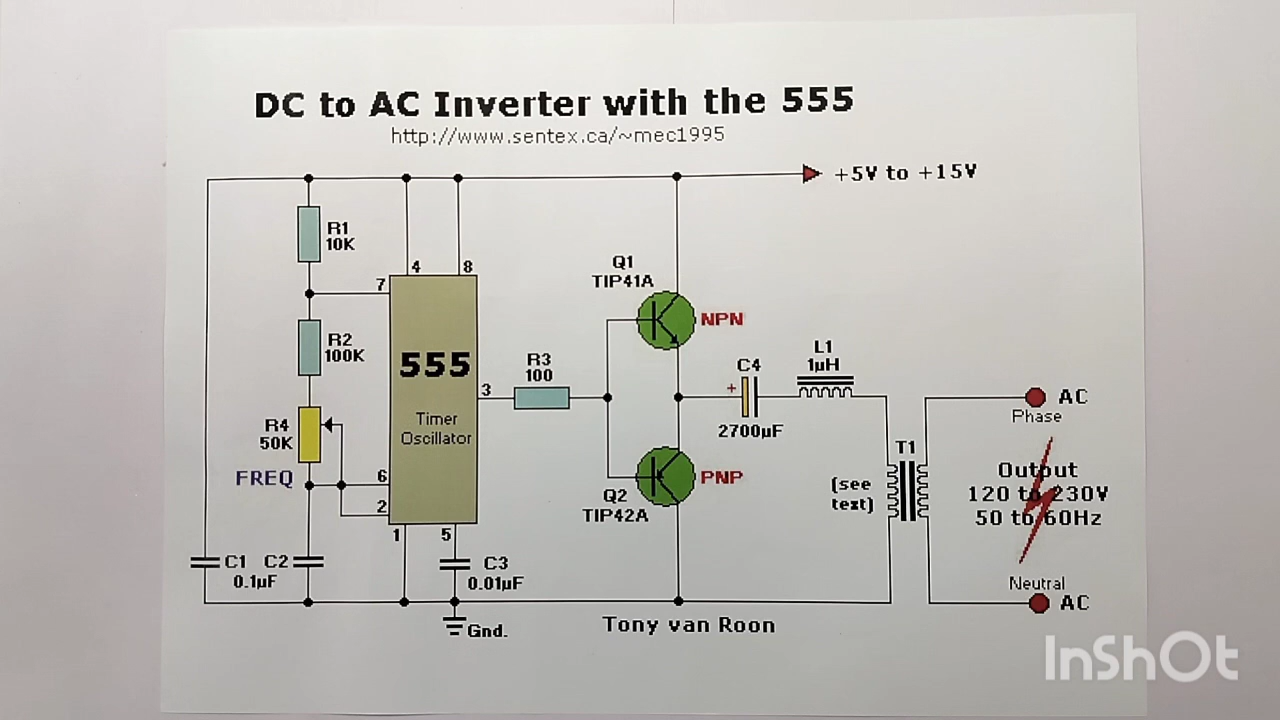 DC to AC Inverter with the 555
http://www.sentex.ca/~mec1995
+5V to +15V
R1
10K
4
8
7
Q1
TIP41A
NPN
R2
100K
555
Timer
Oscillator
3
R3
100
C4
+
2700µF
L1
1µH
AC
Phase
R4
50K
FREQ
6
2
Q2
TIP42A
PNP
T1
(see
text)
Output
120 to 230V
50 to 60Hz
1
5
C1
C2
0.1µF
C3
0.01µF
Neutral
AC
Gnd.
Tony van Roon
InShOt